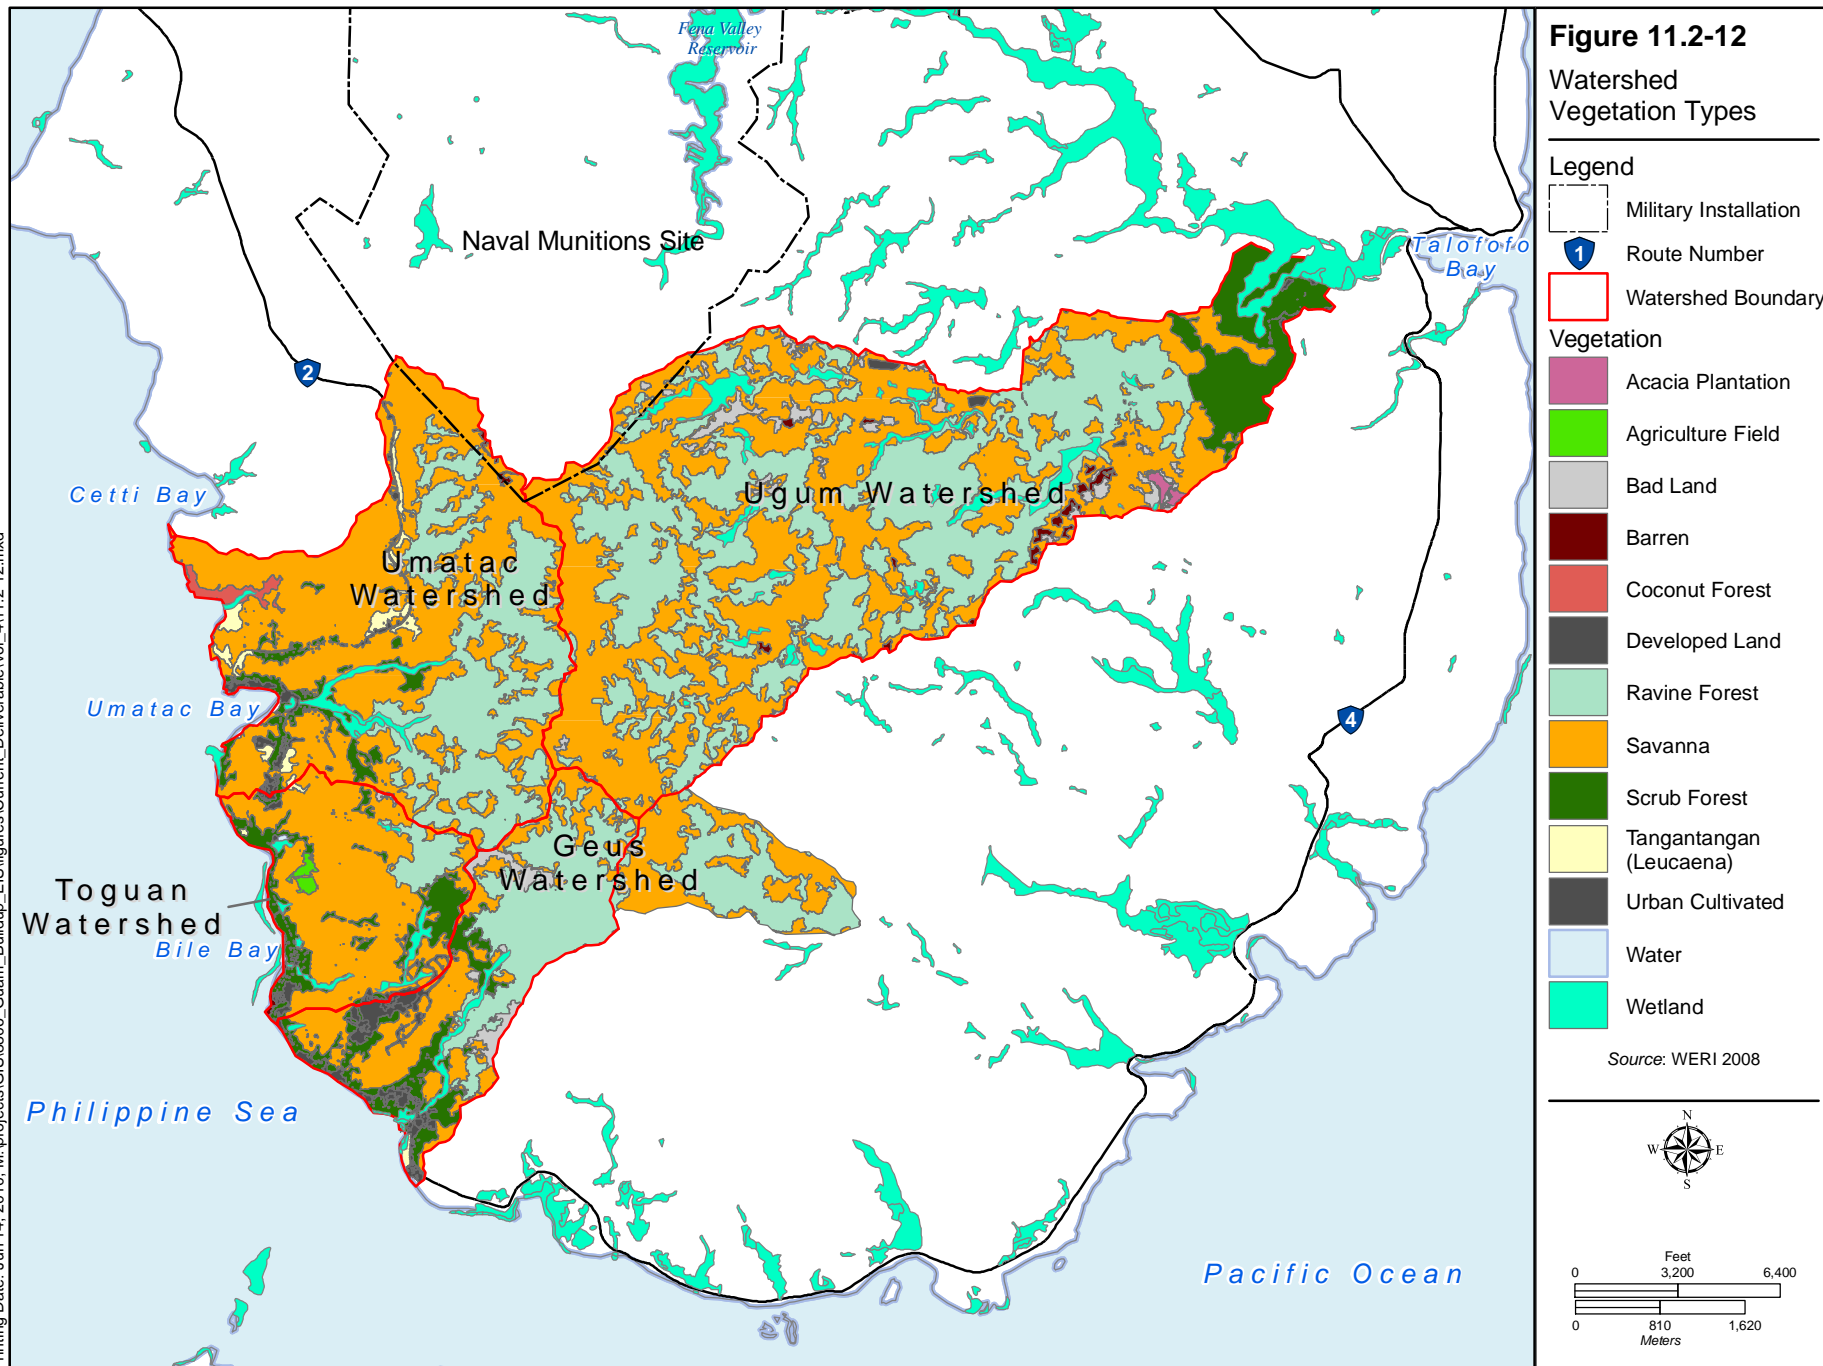 Figure 11.2-12
Watershed
Vegetation Types
Legend
Military Installation
1
Route Number
Watershed Boundary
Vegetation
Acacia Plantation
Agriculture Field
Bad Land
Barren
Coconut Forest
Developed Land
Ravine Forest
Savanna
Scrub Forest
Tangantangan
(Leucaena)
Urban Cultivated
Water
Wetland
Source: WERI 2008
N
W E
S
Feet
0 3,200 6,400
0 810 1,620
Meters
Fena Valley
Reservoir
Naval Munitions Site
Talofofo
Bay
2
Cetti Bay
Ugum Watershed
Umatac
Watershed
Umatac Bay
4
Geus
Watershed
Toguan
Watershed
Bile Bay
Philippine Sea
Pacific Ocean